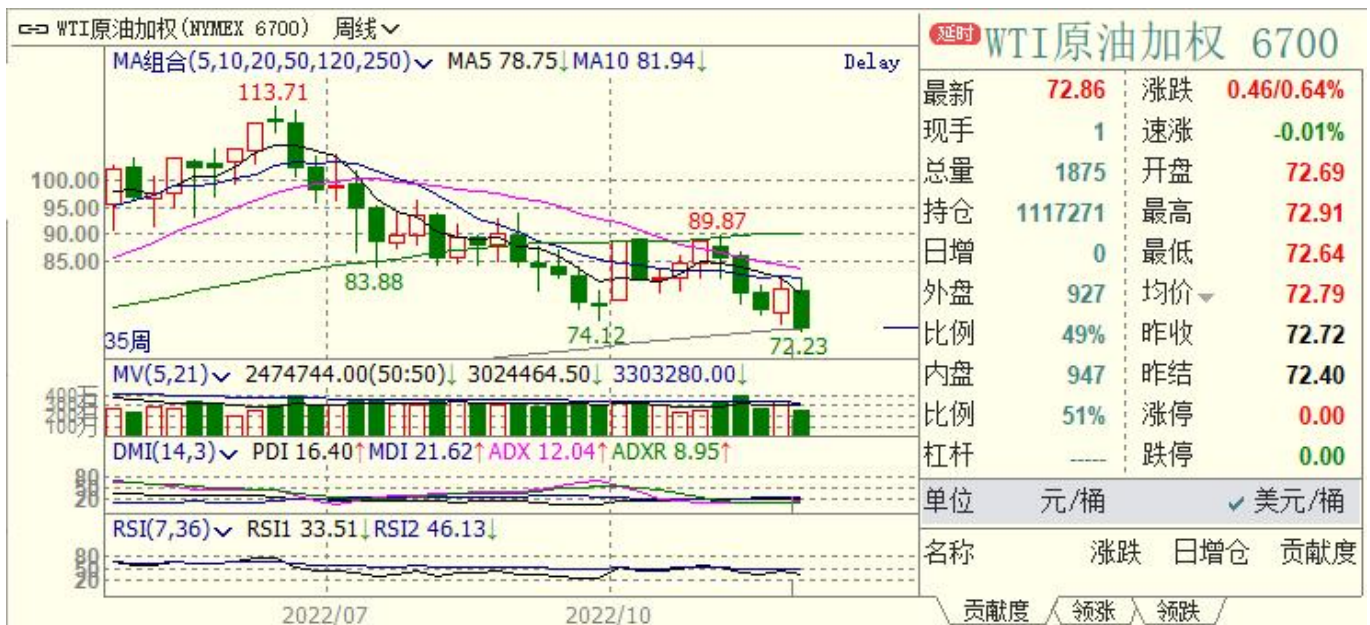 WTI原油加权(NYMEX 6700) 周线
MA组合(5,10,20,50,120,250) MA5 78.75↓ MA10 81.94↓ Delay
113.71
100.00
95.00
90.00
85.00
89.87
83.88
74.12
72.23
35周
MV(5,21) 2474744.00(50:50)↓ 3024464.50↓ 3303280.00↓
400万
100万
DMI(14,3) PDI 16.40↑ MDI 21.62↑ ADX 12.04↑ ADXR 8.95↑
80
50
20
RSI(7,36) RSI1 33.51↓ RSI2 46.13↓
80
50
20
2022/07 2022/10
延时 WTI原油加权 6700
最新 72.86 涨跌 0.46/0.64%
现手 1 速涨 -0.01%
总量 1875 开盘 72.69
持仓 1117271 最高 72.91
日增 0 最低 72.64
外盘 927 均价 72.79
比例 49% 昨收 72.72
内盘 947 昨结 72.40
比例 51% 涨停 0.00
杠杆 ----- 跌停 0.00
单位 元/桶 ✓ 美元/桶
名称 涨跌 日增仓 贡献度
贡献度 领涨 领跌